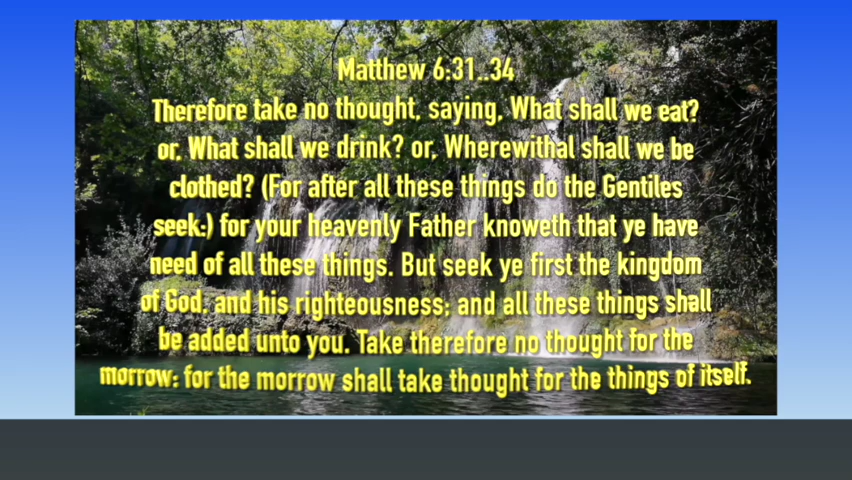 Matthew 6:31..34
Therefore take no thought, saying, What shall we eat?
or, What shall we drink? or, Wherewithal shall we be
clothed? (For after all these things do the Gentiles
seek:) for your heavenly Father knoweth that ye have
need of all these things. But seek ye first the kingdom
of God, and his righteousness; and all these things shall
be added unto you. Take therefore no thought for the
morrow: for the morrow shall take thought for the things of itself.